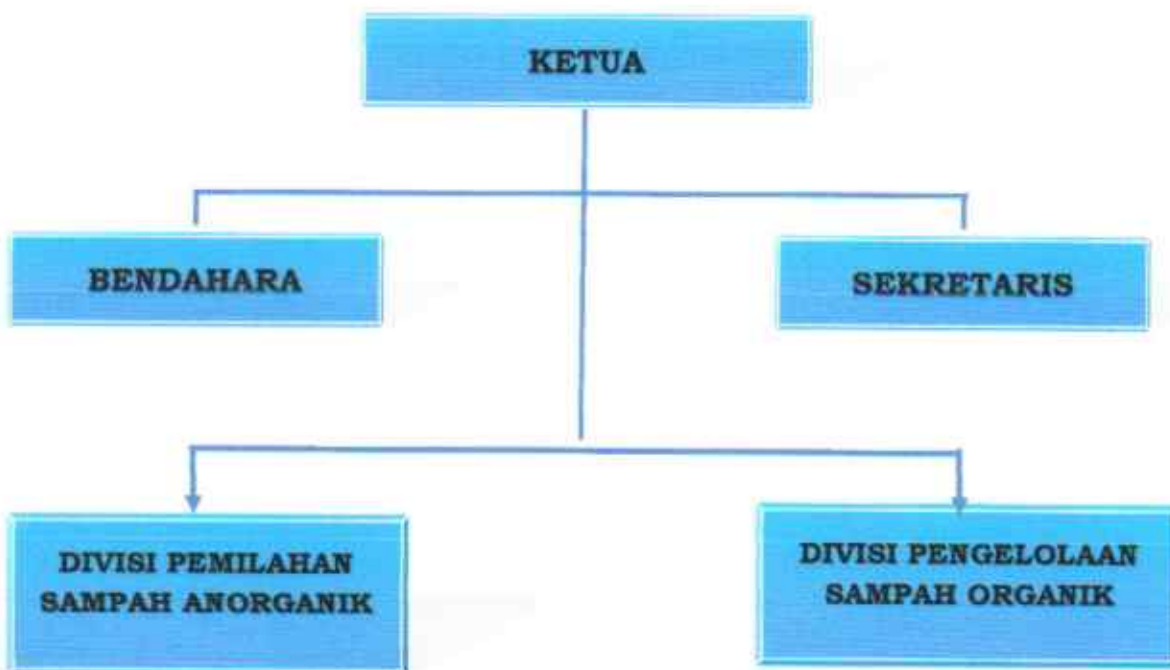 KETUA
BENDAHARA
SEKRETARIS
DIVISI PEMILAHAN
SAMPAH ANORGANIK
DIVISI PENGELOLAAN
SAMPAH ORGANIK